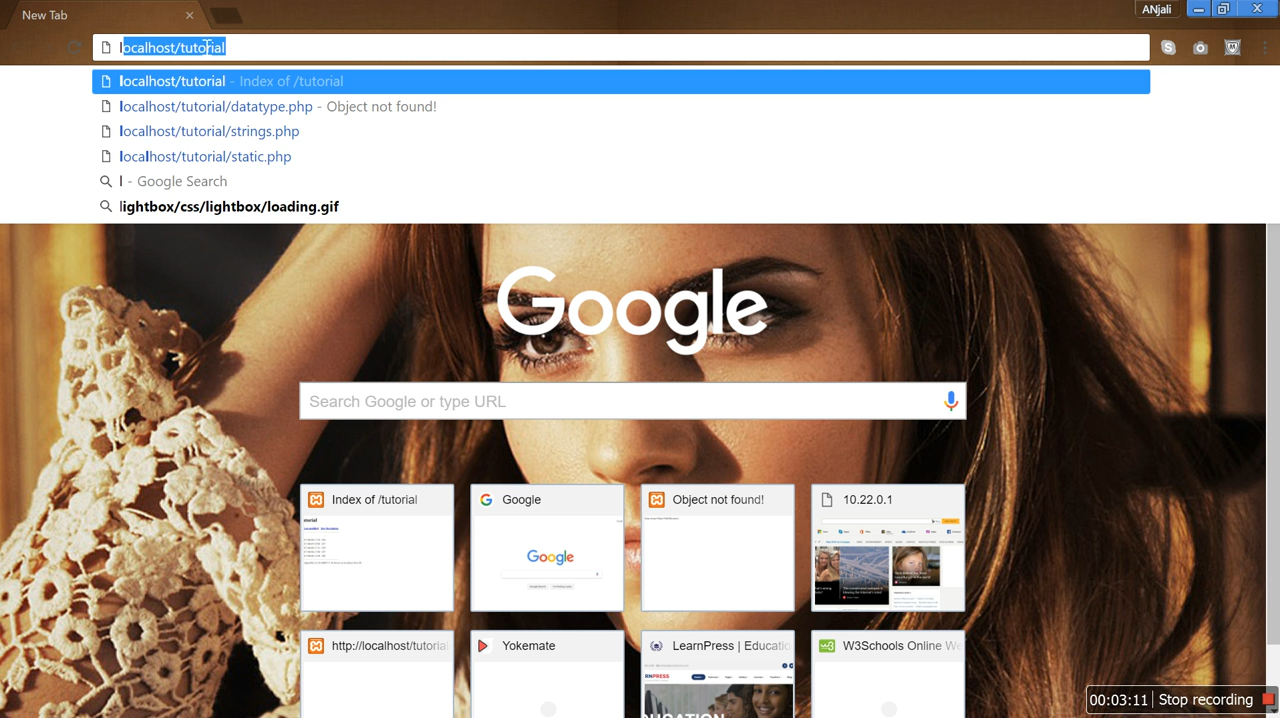 New Tab
ANjali
localhost/tutorial
localhost/tutorial - Index of /tutorial
localhost/tutorial/datatype.php - Object not found!
localhost/tutorial/strings.php
localhost/tutorial/static.php
l - Google Search
lightbox/css/lightbox/loading.gif
Google
Search Google or type URL
Index of /tutorial
Google
Object not found!
10.22.0.1
Google
http://localhost/tutorial
Yokemate
LearnPress | Educatio
W3Schools Online We
00:03:11 Stop recording